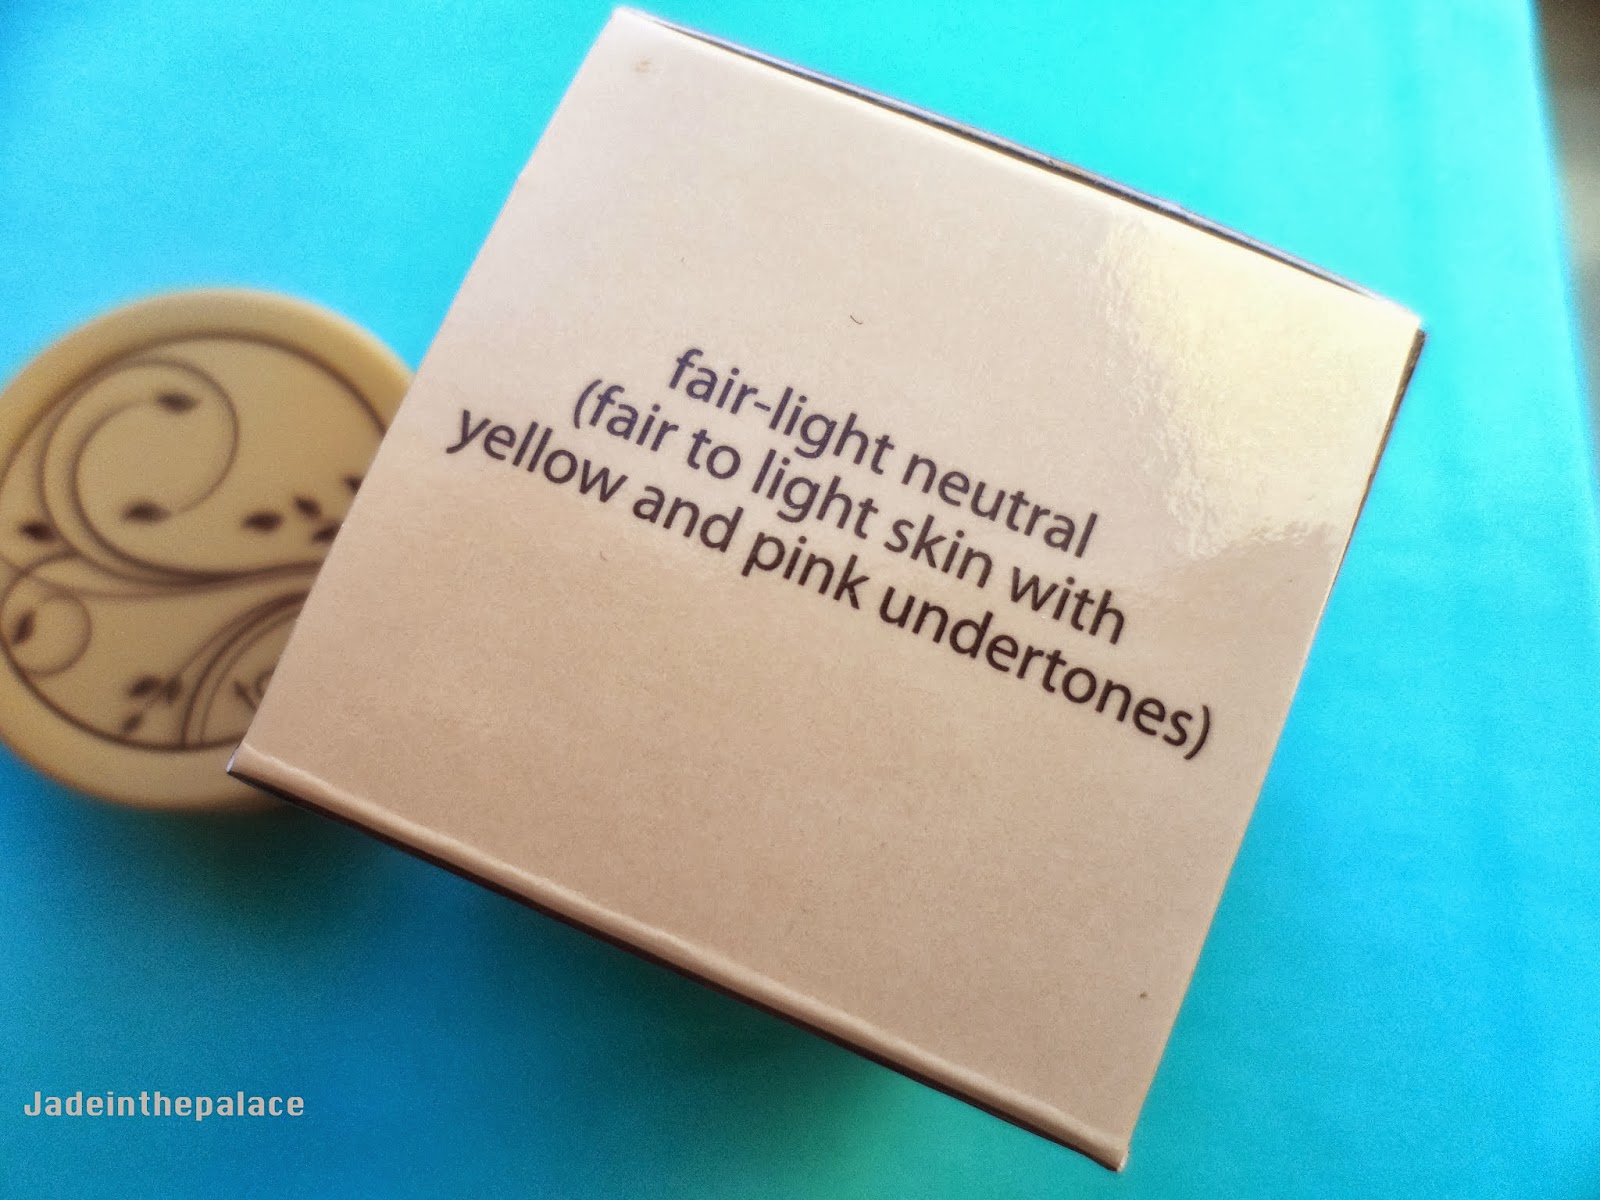 fair-light neutral
(fair to light skin with
yellow and pink undertones)
Jadeinthepalace